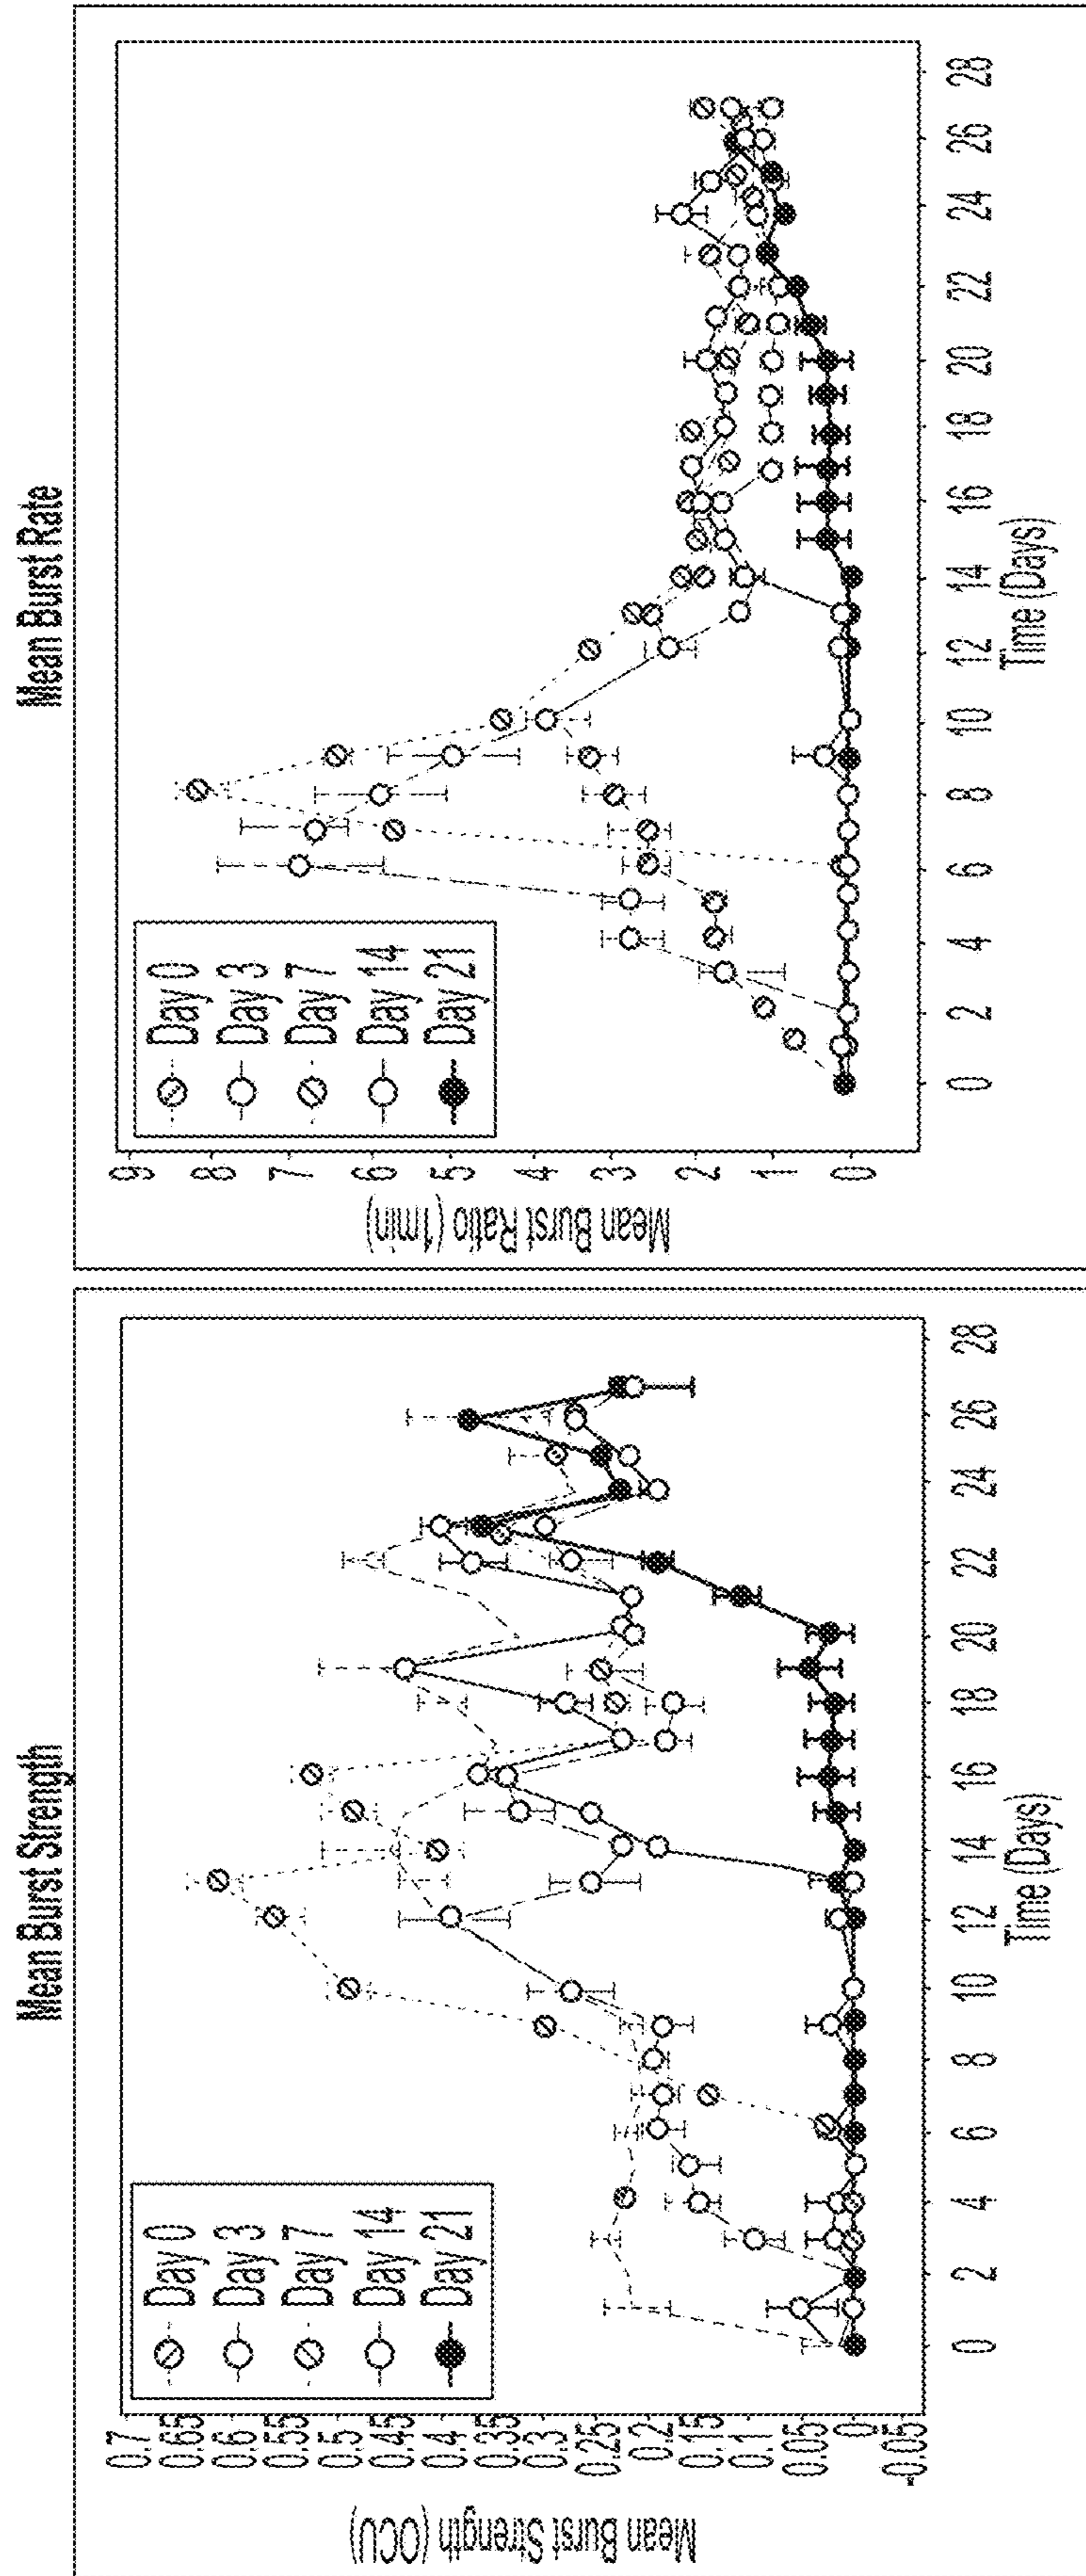 Mean Burst Strength
Mean Burst Strength (OCU)
0.7
0.65
0.6
0.55
0.5
0.45
0.4
0.35
0.3
0.25
0.2
0.15
0.1
0.05
0
-0.05
Day 0
Day 3
Day 7
Day 14
Day 21
0 2 4 6 8 10 12 14 16 18 20 22 24 26 28
Time (Days)
Mean Burst Rate
Mean Burst Ratio (1min)
9
8
7
6
5
4
3
2
1
0
Day 0
Day 3
Day 7
Day 14
Day 21
0 2 4 6 8 10 12 14 16 18 20 22 24 26 28
Time (Days)